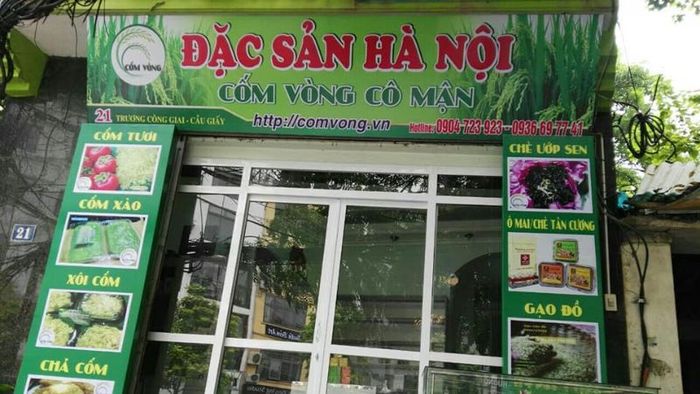 CỐM VÒNG
ĐẶC SẢN HÀ NỘI
CỐM VÒNG CÔ MẬN
21 TRƯƠNG CÔNG GIAI - CẦU GIẤY
http://comvong.vn
Hotline: 0904 723 923 - 0936 69 77 41
CỐM TƯƠI
CỐM XÀO
XÔI CỐM
CHẢ CỐM
21
CHÈ ƯỚP SEN
Ô MAI/CHÈ TÂN CƯƠNG
GẠO ĐỒ